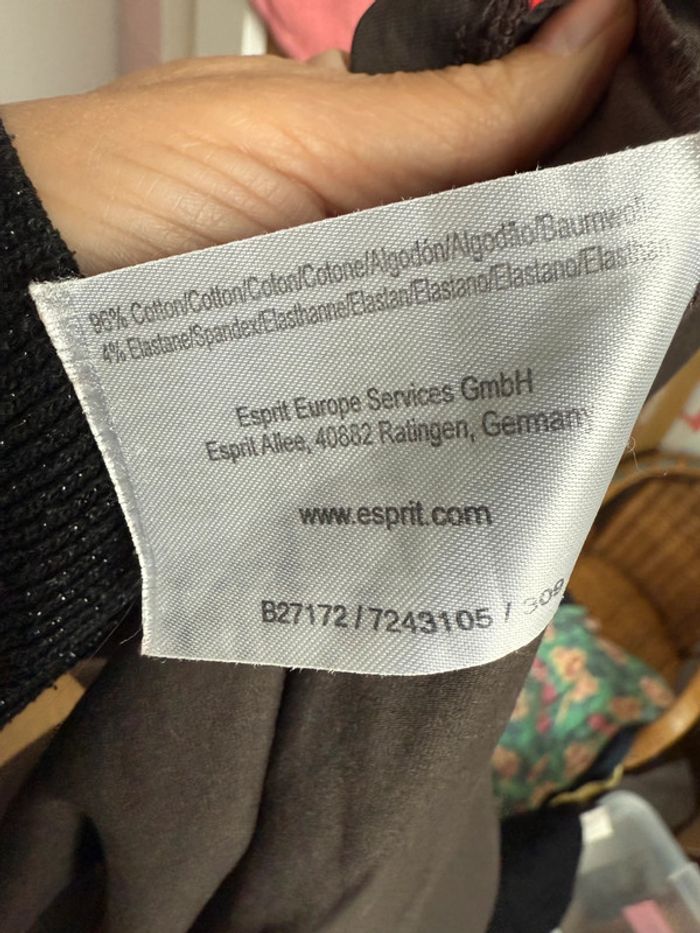 96% Cotton/Cotton/Coton/Cotone/Algodón/Algodão/Baumwolle
4% Elastane/Spandex/Elasthanne/Elastan/Elastano/Elastano/Elasthan
Esprit Europe Services GmbH
Esprit Allee, 40882 Ratingen, Germany
www.esprit.com
B27172 / 7243105 / 309